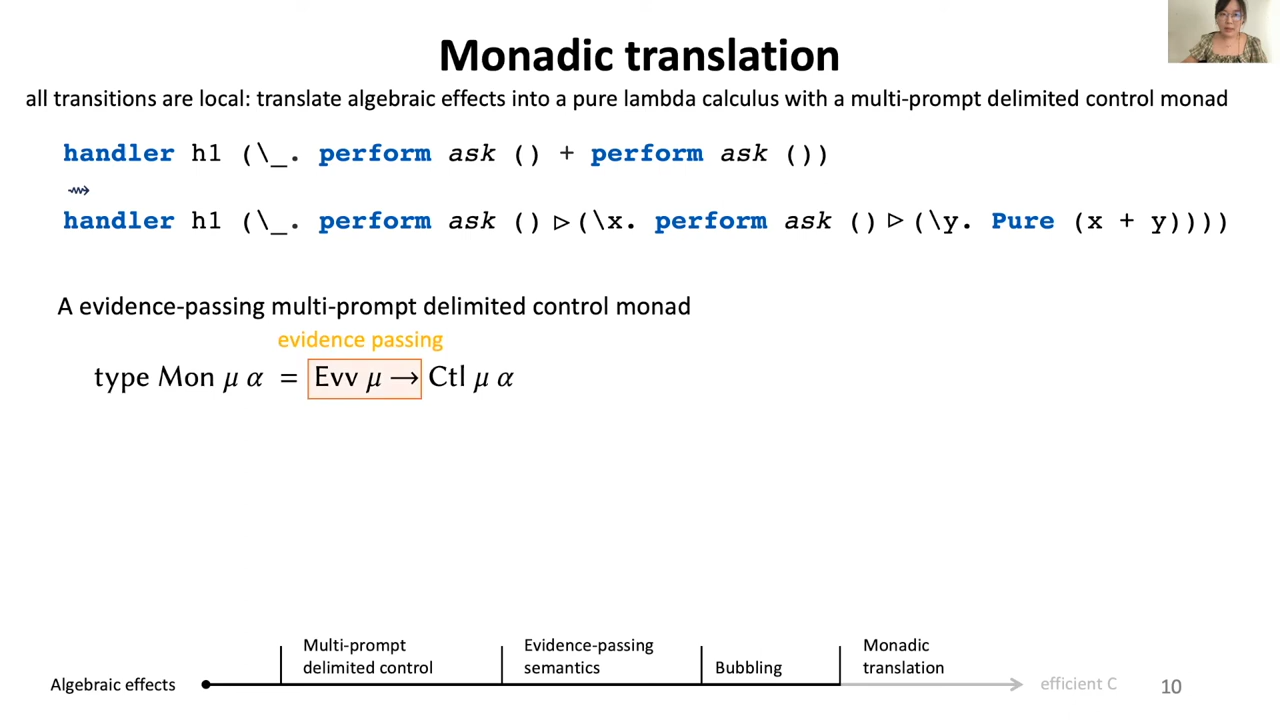 Monadic translation
all transitions are local: translate algebraic effects into a pure lambda calculus with a multi-prompt delimited control monad
handler h1 (\_. perform ask () + perform ask ())
⇝
handler h1 (\_. perform ask () ▷ (\x. perform ask () ▷ (\y. Pure (x + y))))
A evidence-passing multi-prompt delimited control monad
evidence passing
type Mon μ α = Evv μ → Ctl μ α
Multi-prompt
delimited control
Evidence-passing
semantics
Bubbling
Monadic
translation
Algebraic effects
efficient C
10